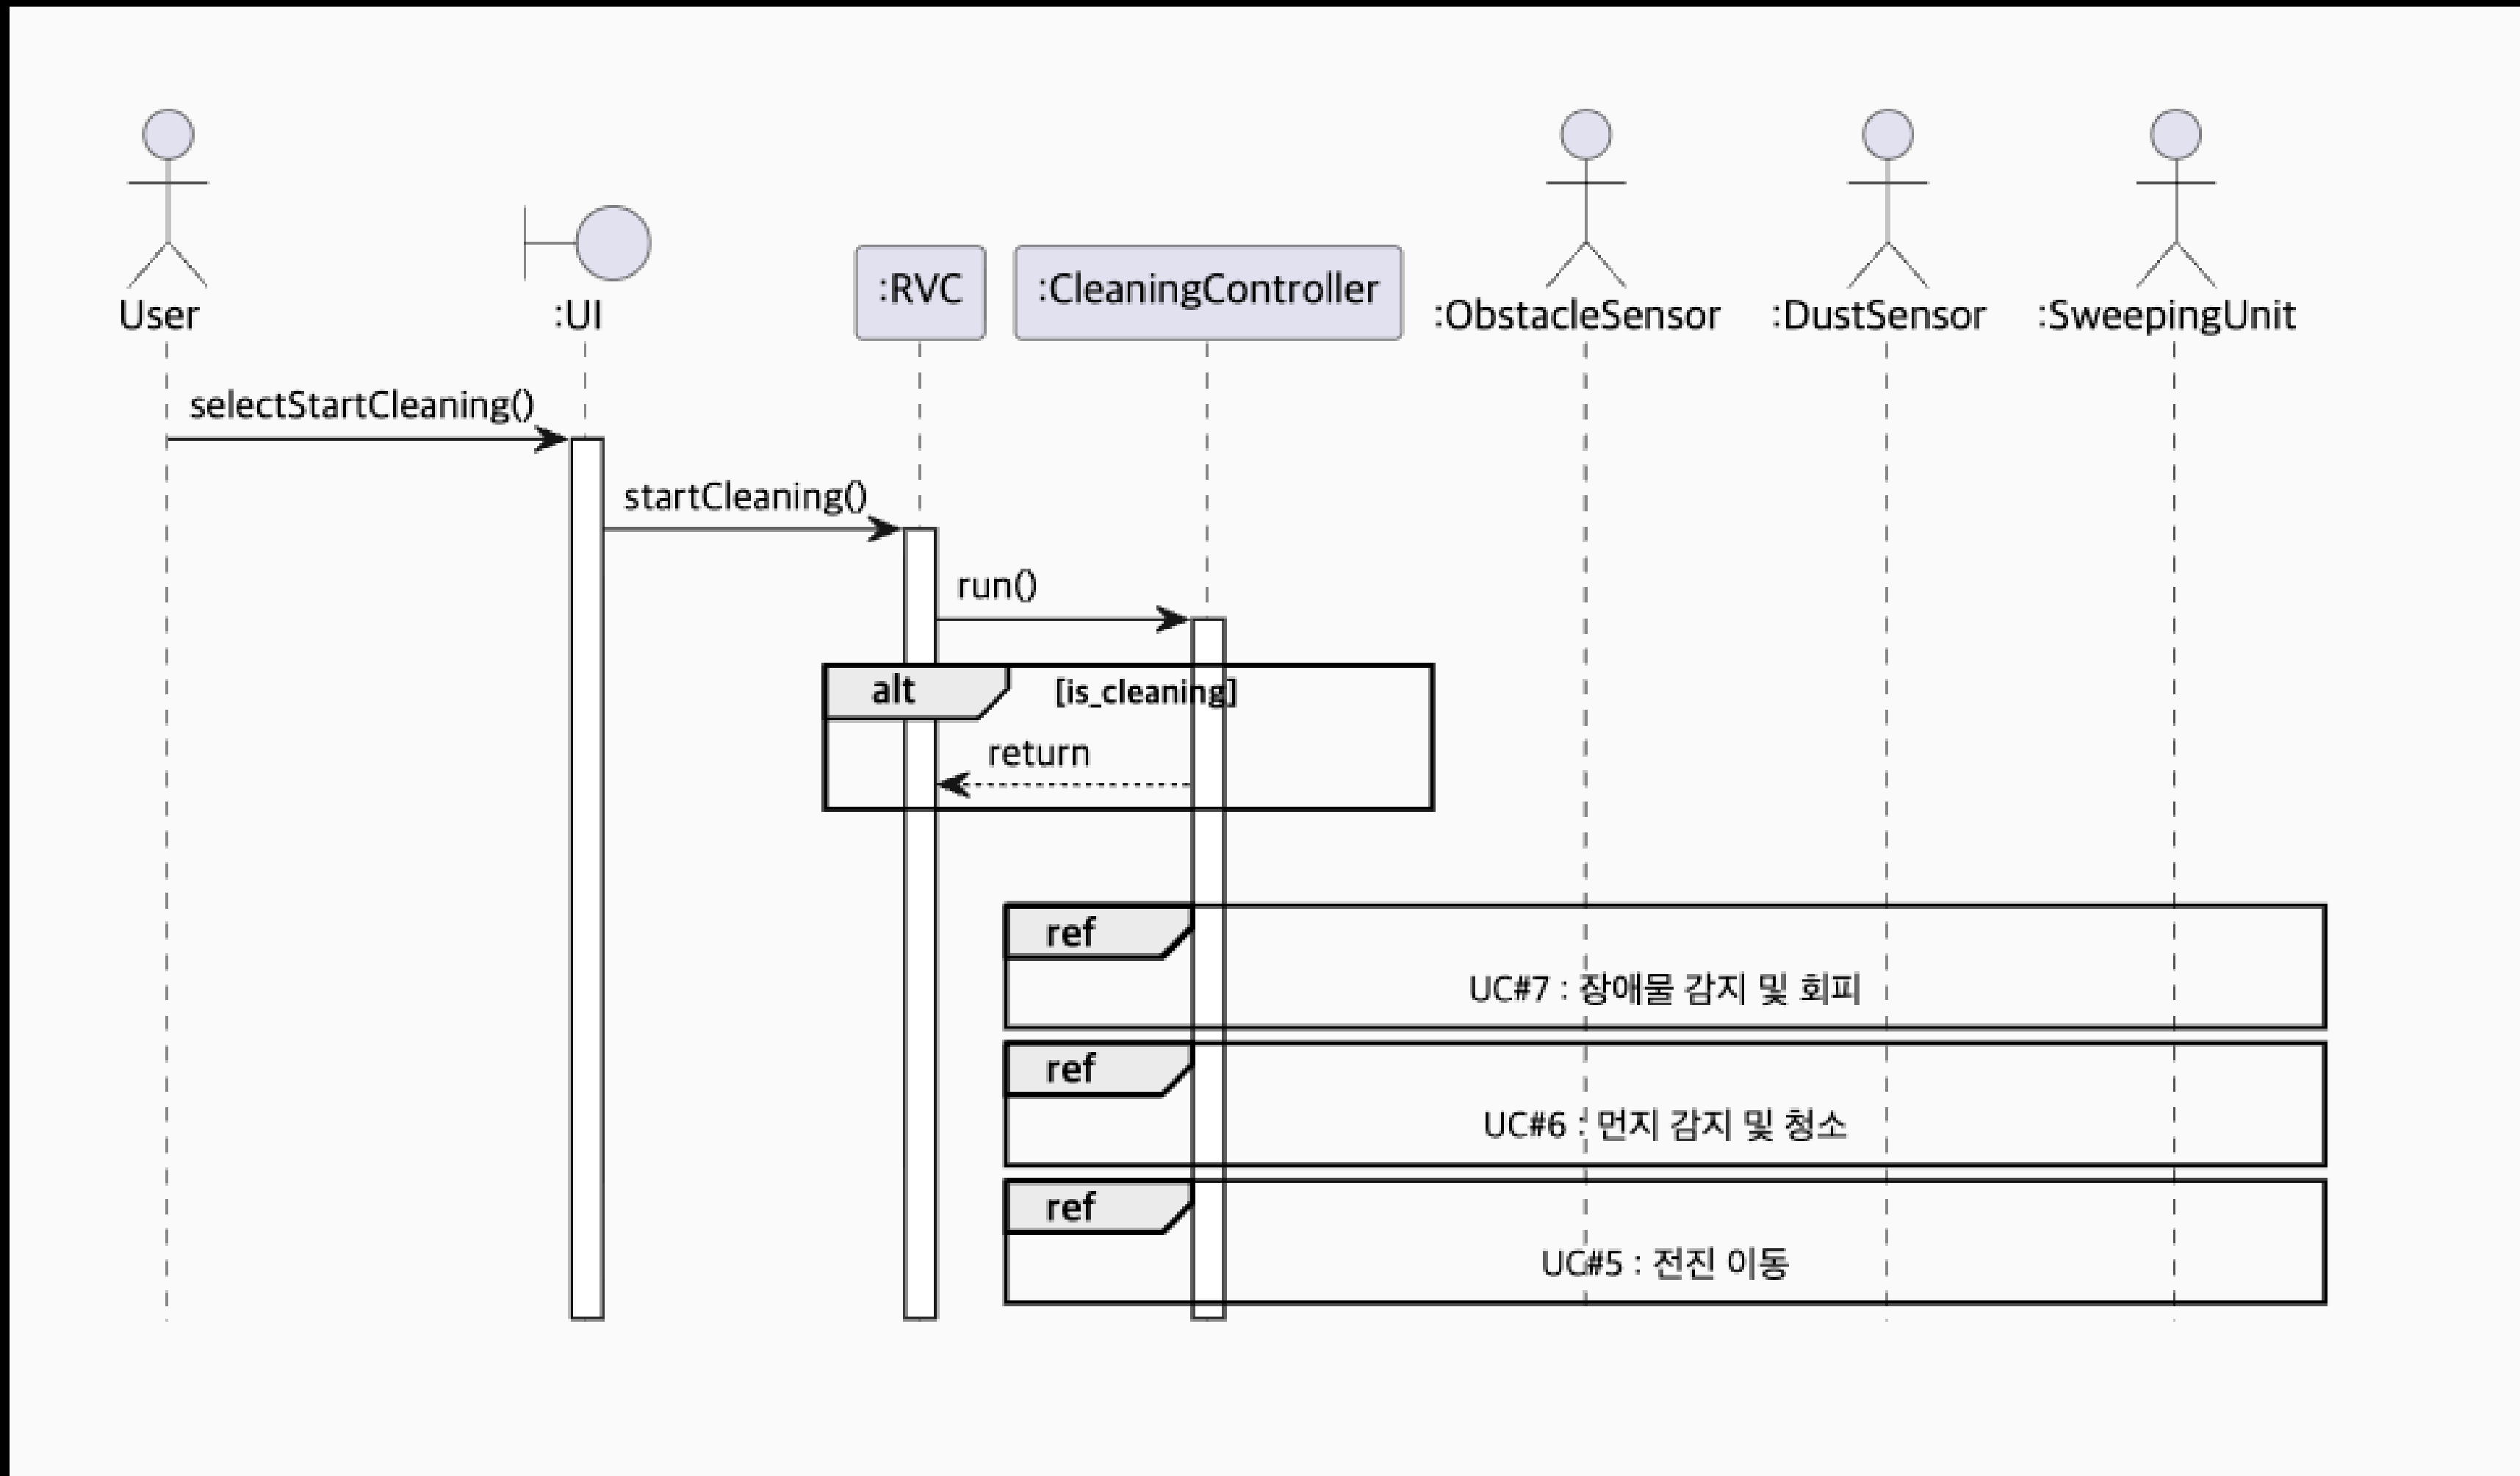 User
:UI
:RVC
:CleaningController
:ObstacleSensor
:DustSensor
:SweepingUnit
selectStartCleaning()
startCleaning()
run()
alt
[is_cleaning]
return
ref
UC#7 : 장애물 감지 및 회피
ref
UC#6 : 먼지 감지 및 청소
ref
UC#5 : 전진 이동